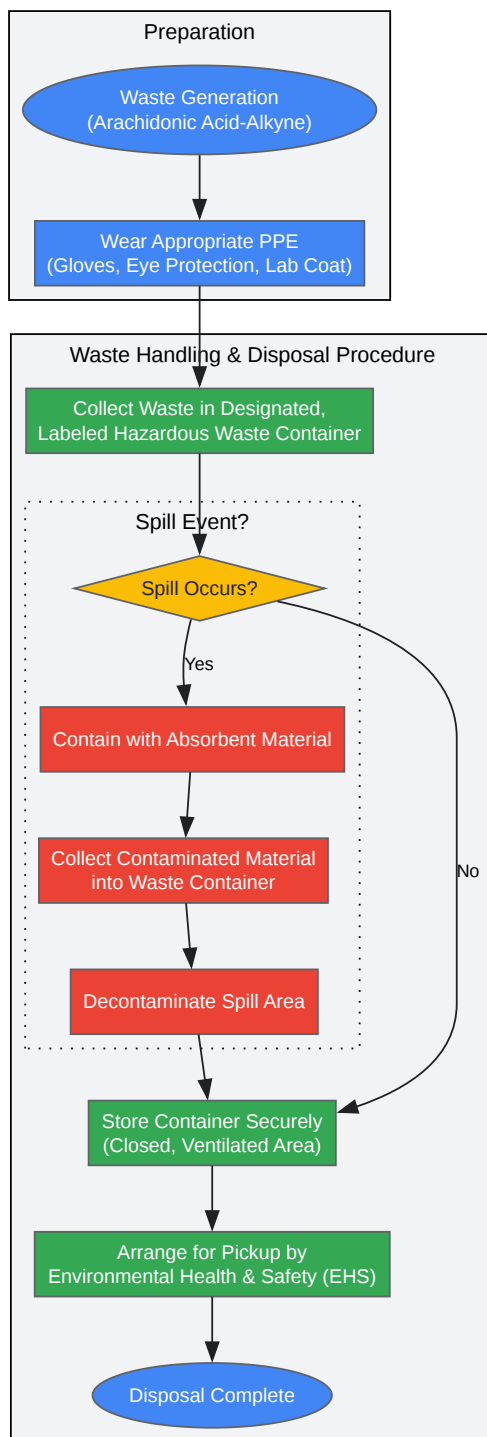 Preparation
Waste Generation
(Arachidonic Acid-Alkyne)
Wear Appropriate PPE
(Gloves, Eye Protection, Lab Coat)
Waste Handling & Disposal Procedure
Collect Waste in Designated,
Labeled Hazardous Waste Container
Spill Event?
Spill Occurs?
Yes
Contain with Absorbent Material
Collect Contaminated Material
into Waste Container
No
Decontaminate Spill Area
Store Container Securely
(Closed, Ventilated Area)
Arrange for Pickup by
Environmental Health & Safety (EHS)
Disposal Complete